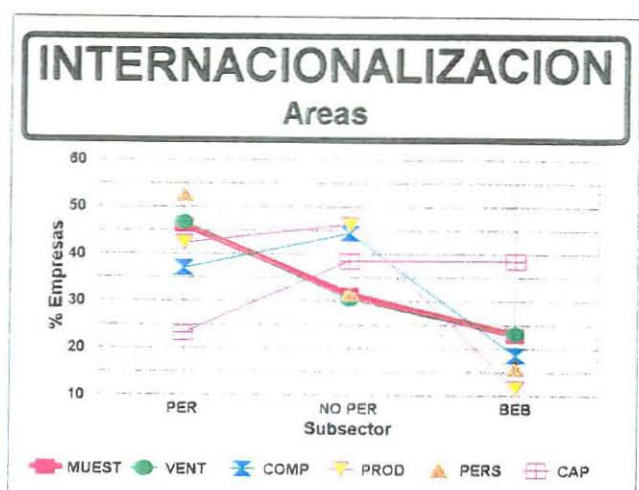 INTERNACIONALIZACION
Areas
% Empresas
60
50
40
30
20
10
PER NO PER BEB
Subsector
MUEST VENT COMP PROD PERS CAP